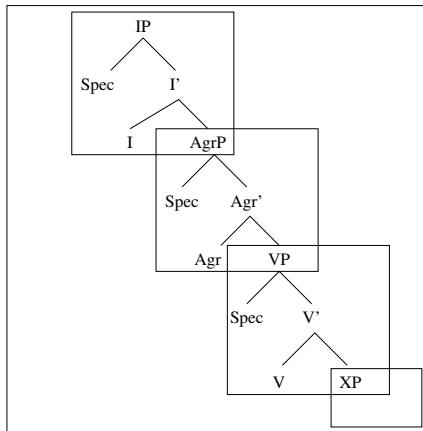 IP
Spec I'
I AgrP
Spec Agr'
Agr VP
Spec V'
V XP